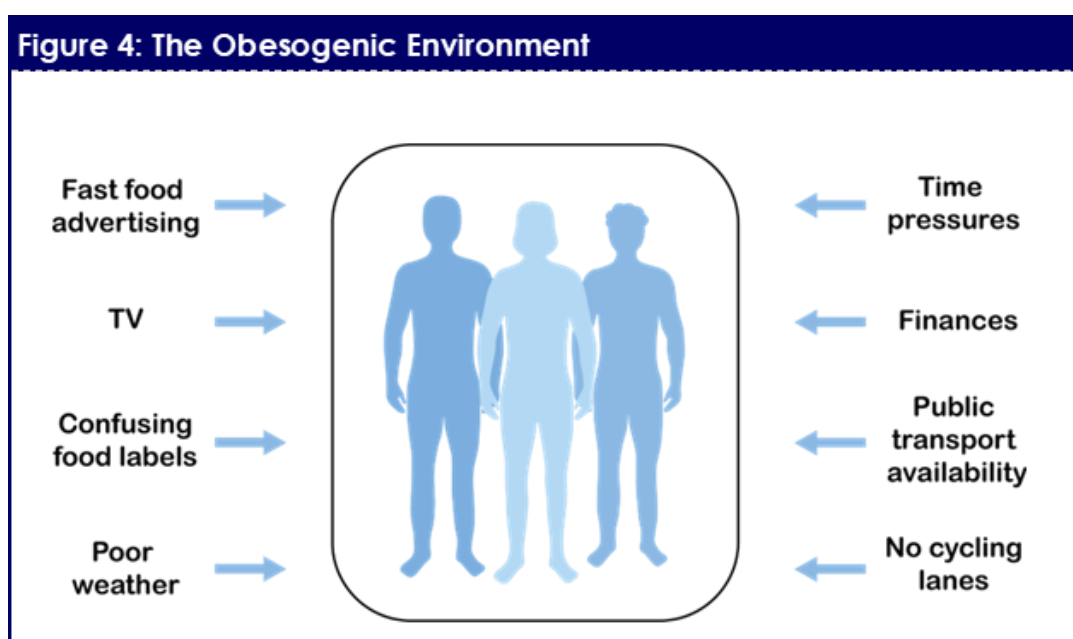 Figure 4: The Obesogenic Environment
Fast food
advertising
TV
Confusing
food labels
Poor
weather
Time
pressures
Finances
Public
transport
availability
No cycling
lanes